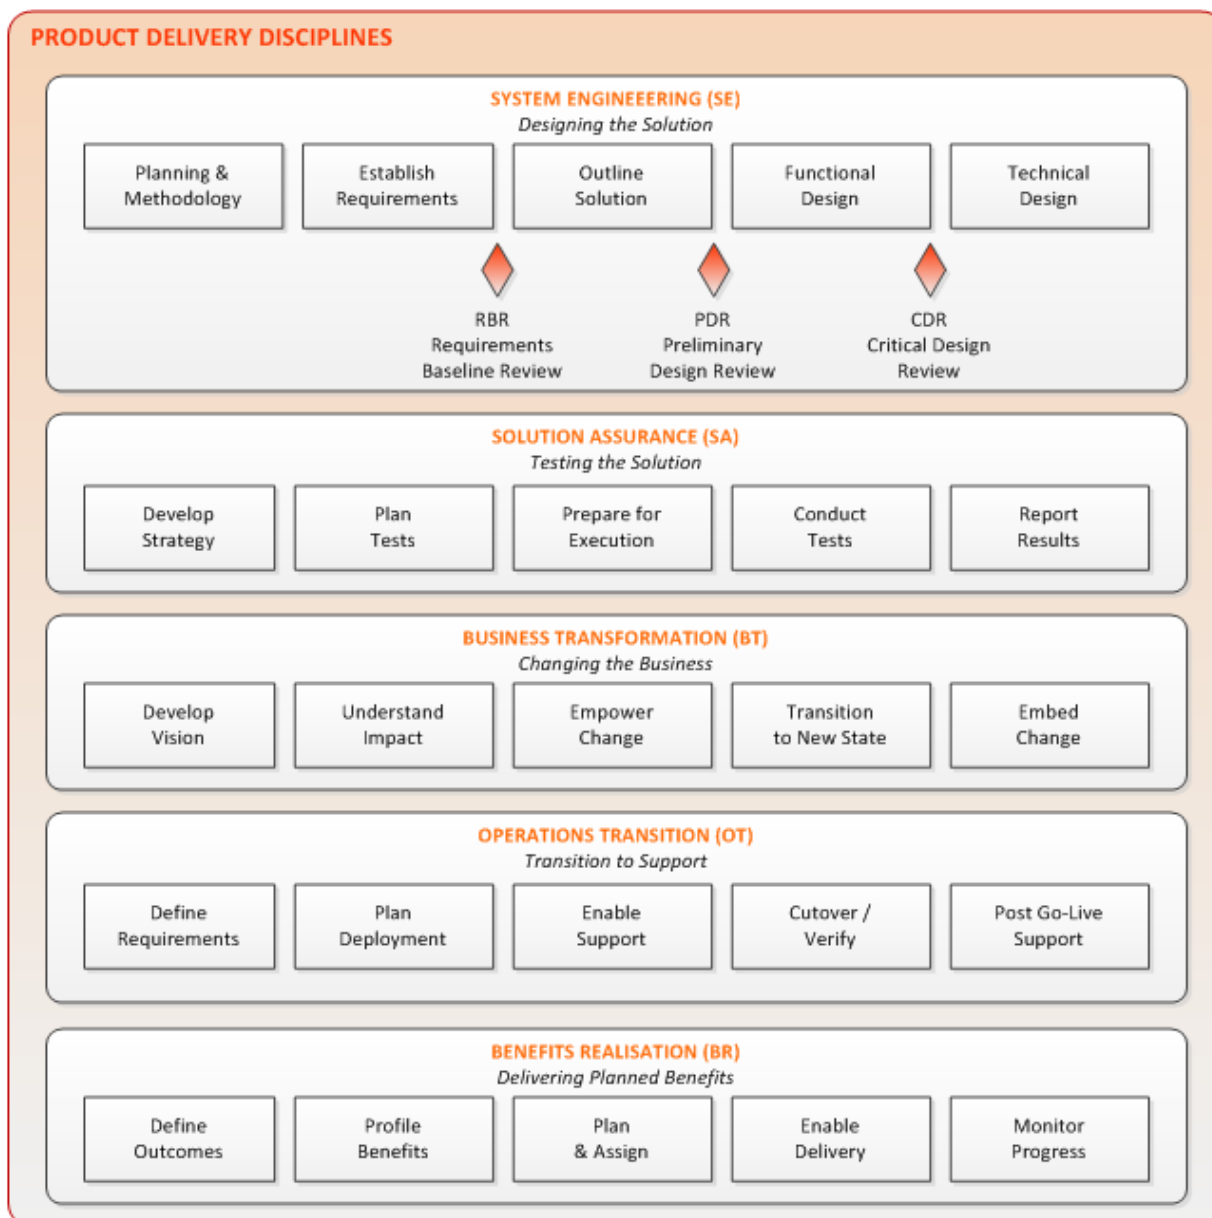 PRODUCT DELIVERY DISCIPLINES
SYSTEM ENGINEEERING (SE)
Designing the Solution
Planning &
Methodology
Establish
Requirements
Outline
Solution
Functional
Design
Technical
Design
RBR
Requirements
Baseline Review
PDR
Preliminary
Design Review
CDR
Critical Design
Review
SOLUTION ASSURANCE (SA)
Testing the Solution
Develop
Strategy
Plan
Tests
Prepare for
Execution
Conduct
Tests
Report
Results
BUSINESS TRANSFORMATION (BT)
Changing the Business
Develop
Vision
Understand
Impact
Empower
Change
Transition
to New State
Embed
Change
OPERATIONS TRANSITION (OT)
Transition to Support
Define
Requirements
Plan
Deployment
Enable
Support
Cutover /
Verify
Post Go-Live
Support
BENEFITS REALISATION (BR)
Delivering Planned Benefits
Define
Outcomes
Profile
Benefits
Plan
& Assign
Enable
Delivery
Monitor
Progress